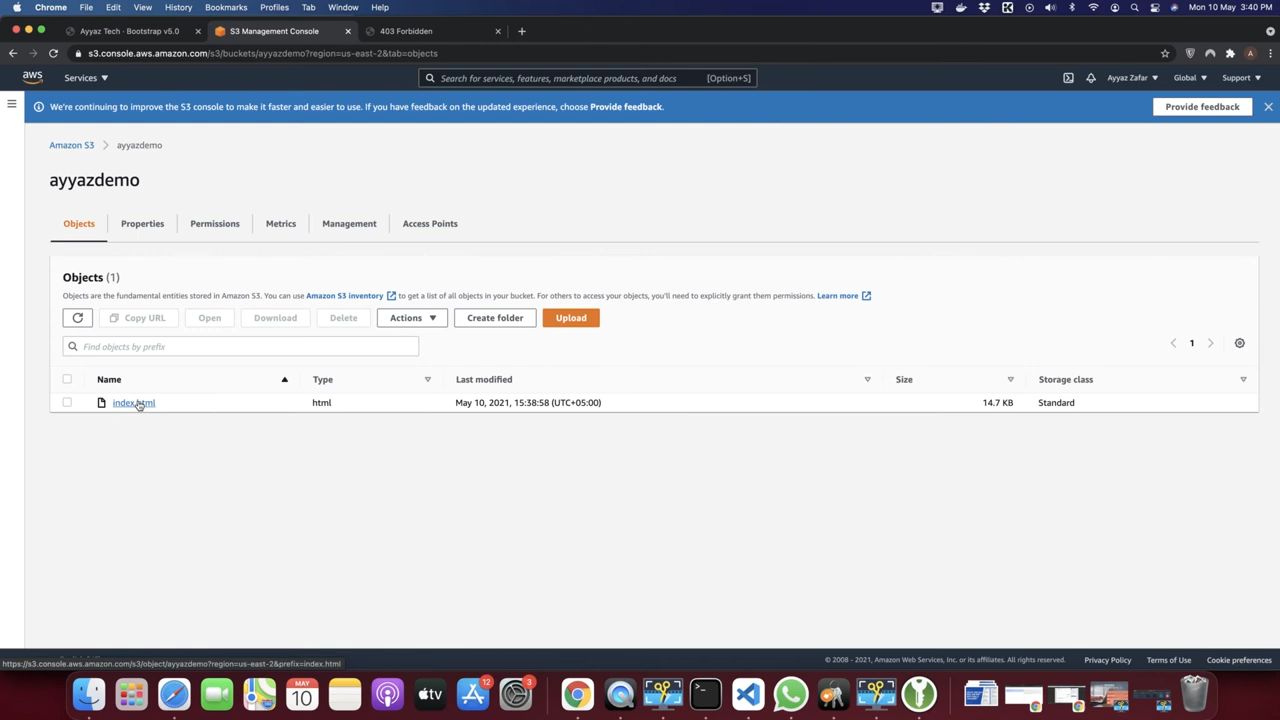 Chrome File Edit View History Bookmarks Profiles Tab Window Help Mon 10 May 3:40 PM
Ayyaz Tech - Bootstrap v5.0 S3 Management Console 403 Forbidden
s3.console.aws.amazon.com/s3/buckets/ayyazdemo?region=us-east-2&tab=objects
aws Services Search for services, features, marketplace products, and docs [Option+S] Ayyaz Zafar Global Support
We're continuing to improve the S3 console to make it faster and easier to use. If you have feedback on the updated experience, choose Provide feedback. Provide feedback
Amazon S3 ayyazdemo
ayyazdemo
Objects Properties Permissions Metrics Management Access Points
Objects (1)
Objects are the fundamental entities stored in Amazon S3. You can use Amazon S3 inventory to get a list of all objects in your bucket. For others to access your objects, you'll need to explicitly grant them permissions. Learn more
Copy URL Open Download Delete Actions Create folder Upload
Find objects by prefix 1
Name Type Last modified Size Storage class
index.html html May 10, 2021, 15:38:58 (UTC+05:00) 14.7 KB Standard
© 2008 - 2021, Amazon Web Services, Inc. or its affiliates. All rights reserved. Privacy Policy Terms of Use Cookie preferences
https://s3.console.aws.amazon.com/s3/object/ayyazdemo?region=us-east-2&prefix=index.html
MAY 10 tv 12 3